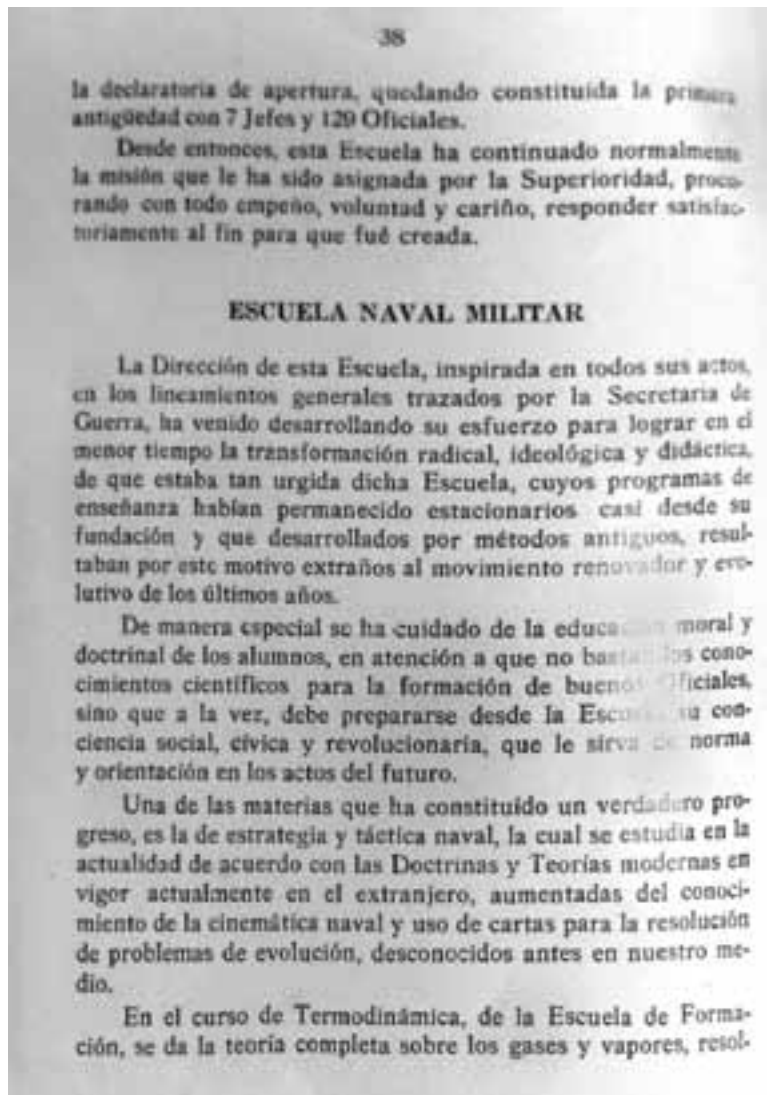 38
la declaratoria de apertura, quedando constituída la primera
antigüedad con 7 Jefes y 129 Oficiales.
Desde entonces, esta Escuela ha continuado normalmente
la misión que le ha sido asignada por la Superioridad, procu-
rando con todo empeño, voluntad y cariño, responder satisfac-
toriamente al fin para que fué creada.
ESCUELA NAVAL MILITAR
La Dirección de esta Escuela, inspirada en todos sus actos,
en los lineamientos generales trazados por la Secretaría de
Guerra, ha venido desarrollando su esfuerzo para lograr en el
menor tiempo la transformación radical, ideológica y didáctica,
de que estaba tan urgida dicha Escuela, cuyos programas de
enseñanza habían permanecido estacionarios casi desde su
fundación y que desarrollados por métodos antiguos, resul-
taban por este motivo extraños al movimiento renovador y evo-
lutivo de los últimos años.
De manera especial se ha cuidado de la educación moral y
doctrinal de los alumnos, en atención a que no bastan los cono-
cimientos científicos para la formación de buenos Oficiales,
sino que a la vez, debe prepararse desde la Escuela su con-
ciencia social, cívica y revolucionaria, que le sirva de norma
y orientación en los actos del futuro.
Una de las materias que ha constituído un verdadero pro-
greso, es la de estrategia y táctica naval, la cual se estudia en la
actualidad de acuerdo con las Doctrinas y Teorías modernas en
vigor actualmente en el extranjero, aumentadas del conoci-
miento de la cinemática naval y uso de cartas para la resolución
de problemas de evolución, desconocidos antes en nuestro me-
dio.
En el curso de Termodinámica, de la Escuela de Forma-
ción, se da la teoría completa sobre los gases y vapores, resol-